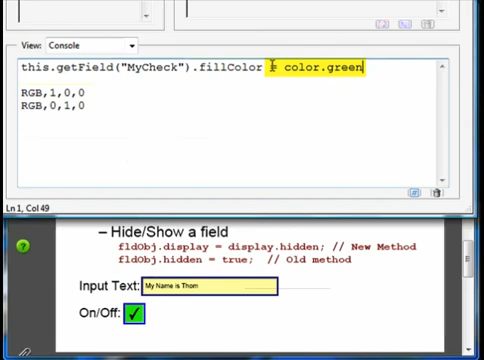 View: Console
this.getField("MyCheck").fillColor = color.green
RGB,1,0,0
RGB,0,1,0
Ln 1, Col 49
– Hide/Show a field
fldObj.display = display.hidden; // New Method
fldObj.hidden = true; // Old method
Input Text: My Name is Thom
On/Off: